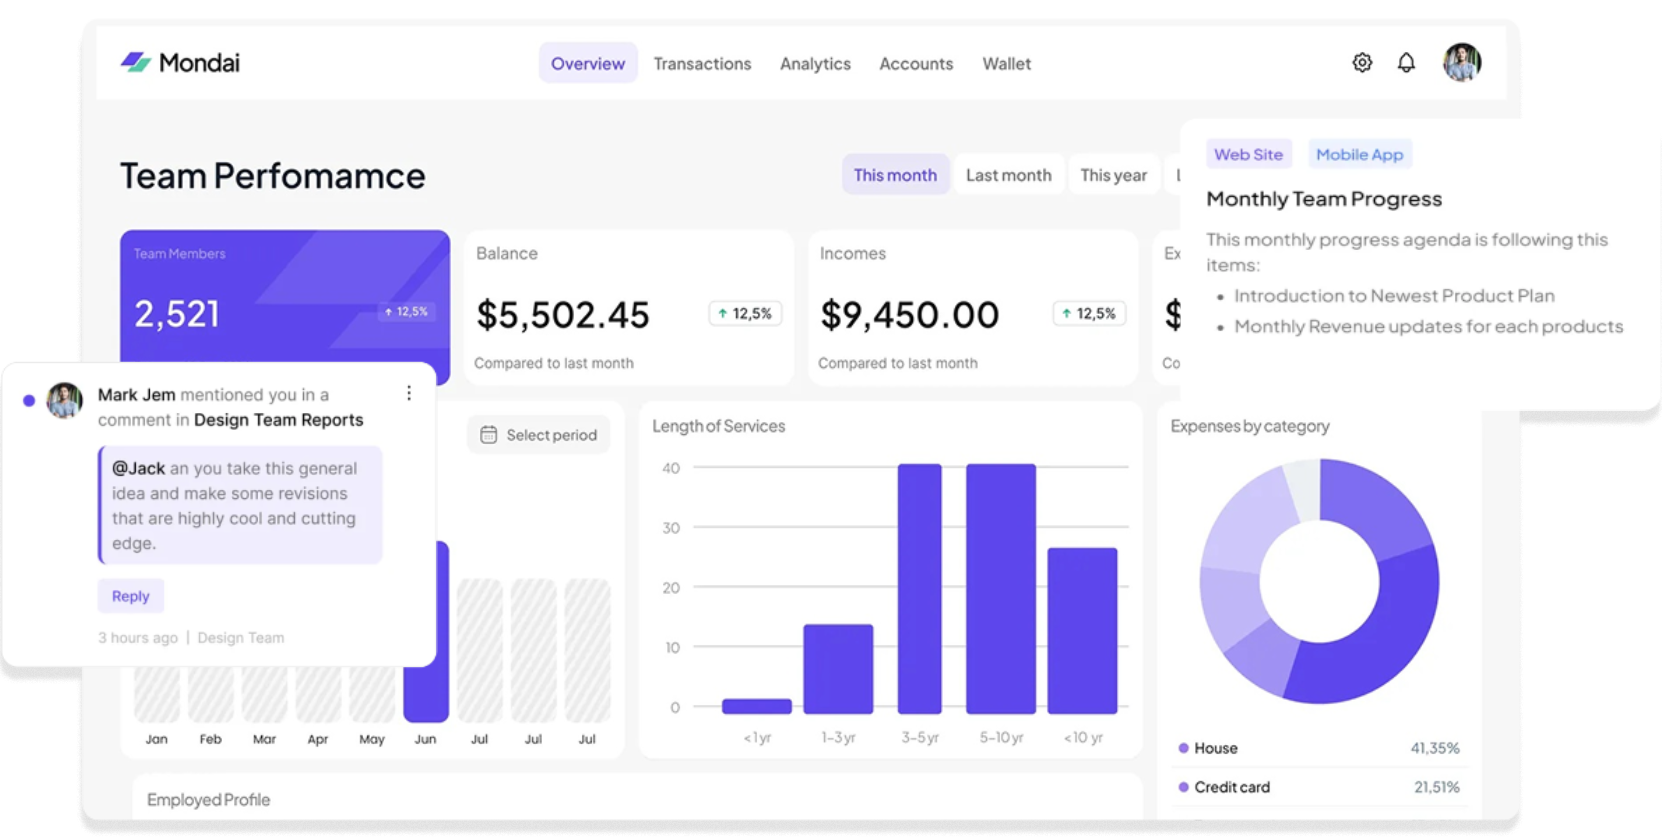 Mondai
Overview
Transactions
Analytics
Accounts
Wallet
Team Perfomamce
This month
Last month
This year
Web Site
Mobile App
Monthly Team Progress
This monthly progress agenda is following this
items:
• Introduction to Newest Product Plan
• Monthly Revenue updates for each products
Team Members
2,521
↑ 12,5%
Balance
$5,502.45
↑ 12,5%
Compared to last month
Incomes
$9,450.00
↑ 12,5%
Compared to last month
Ex
$
Co
Mark Jem mentioned you in a
comment in Design Team Reports
@Jack an you take this general
idea and make some revisions
that are highly cool and cutting
edge.
Reply
3 hours ago | Design Team
Select period
Jan
Feb
Mar
Apr
May
Jun
Jul
Jul
Jul
Length of Services
40
30
20
10
0
<1 yr
1-3 yr
3-5 yr
5-10 yr
<10 yr
Expenses by category
House 41,35%
Credit card 21,51%
Employed Profile